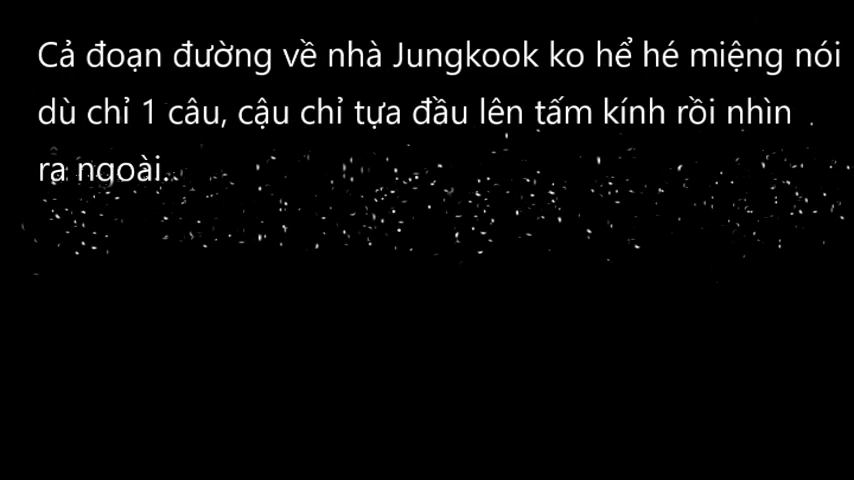 Cả đoạn đường về nhà Jungkook ko hể hé miệng nói
dù chỉ 1 câu, cậu chỉ tựa đầu lên tấm kính rồi nhìn
ra ngoài.